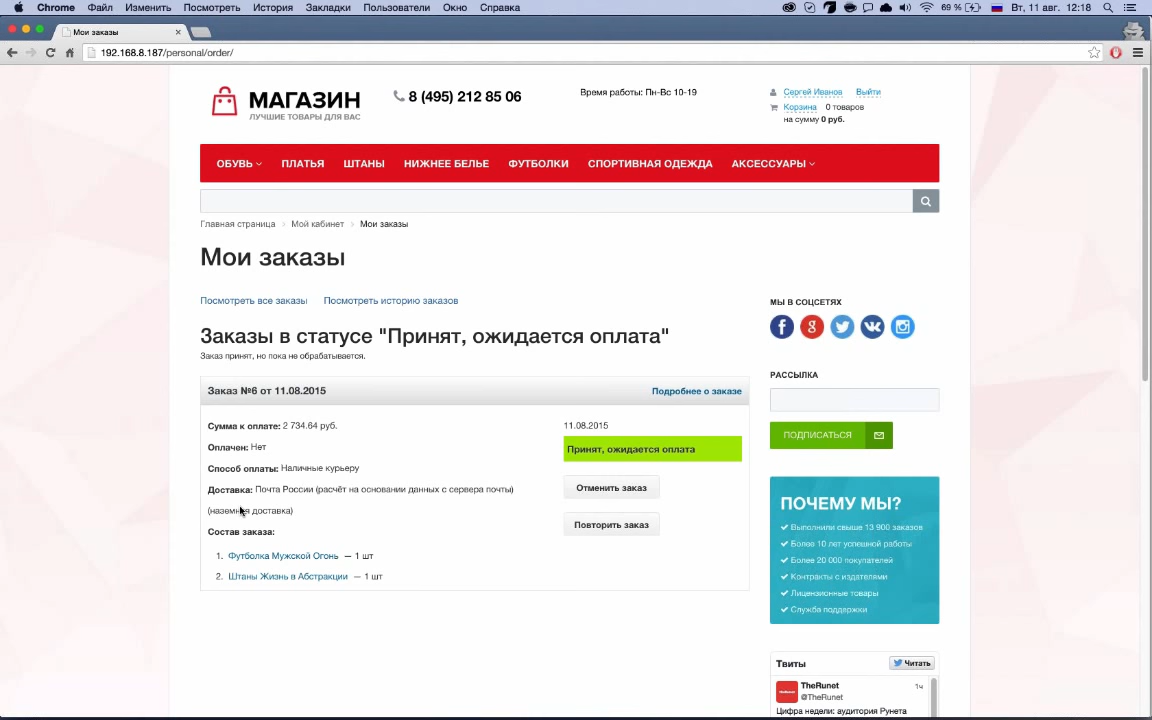 Chrome Файл Изменить Посмотреть История Закладки Пользователи Окно Справка 69 % Вт, 11 авг. 12:18
Мои заказы
192.168.8.187/personal/order/
МАГАЗИН
ЛУЧШИЕ ТОВАРЫ ДЛЯ ВАС
8 (495) 212 85 06
Время работы: Пн-Вс 10-19
Сергей Иванов Выйти
Корзина 0 товаров
на сумму 0 руб.
ОБУВЬ ПЛАТЬЯ ШТАНЫ НИЖНЕЕ БЕЛЬЕ ФУТБОЛКИ СПОРТИВНАЯ ОДЕЖДА АКСЕССУАРЫ
Главная страница Мой кабинет Мои заказы
Мои заказы
Посмотреть все заказы Посмотреть историю заказов
Заказы в статусе "Принят, ожидается оплата"
Заказ принят, но пока не обрабатывается.
Заказ №6 от 11.08.2015 Подробнее о заказе
Сумма к оплате: 2 734.64 руб.
Оплачен: Нет
Способ оплаты: Наличные курьеру
Доставка: Почта России (расчёт на основании данных с сервера почты)
(наземная доставка)
Состав заказа:
1. Футболка Мужской Огонь — 1 шт
2. Штаны Жизнь в Абстракции — 1 шт
11.08.2015
Принят, ожидается оплата
Отменить заказ
Повторить заказ
МЫ В СОЦСЕТЯХ
РАССЫЛКА
ПОДПИСАТЬСЯ
ПОЧЕМУ МЫ?
Выполнили свыше 13 900 заказов
Более 10 лет успешной работы
Более 20 000 покупателей
Контракты с издателями
Лицензионные товары
Служба поддержки
Твиты Читать
TheRunet 1ч
@TheRunet
Цифра недели: аудитория Рунета